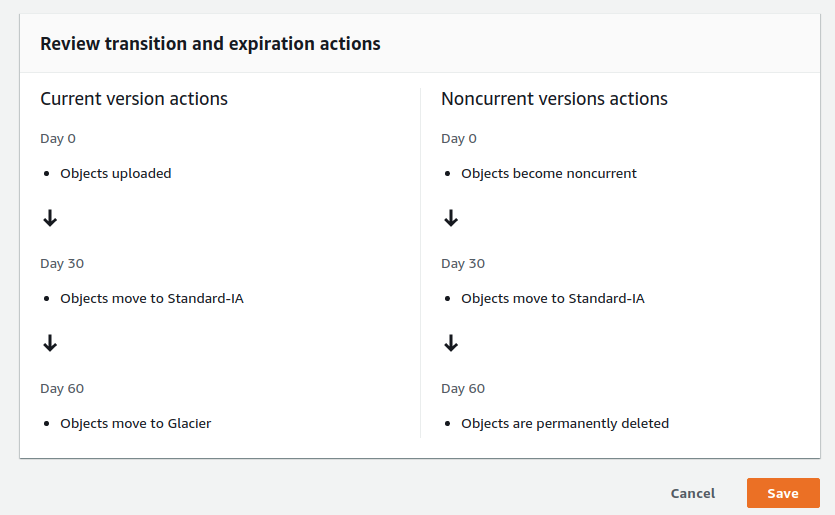 Review transition and expiration actions
Current version actions
Day 0
Objects uploaded
Day 30
Objects move to Standard-IA
Day 60
Objects move to Glacier
Noncurrent versions actions
Day 0
Objects become noncurrent
Day 30
Objects move to Standard-IA
Day 60
Objects are permanently deleted
Cancel
Save